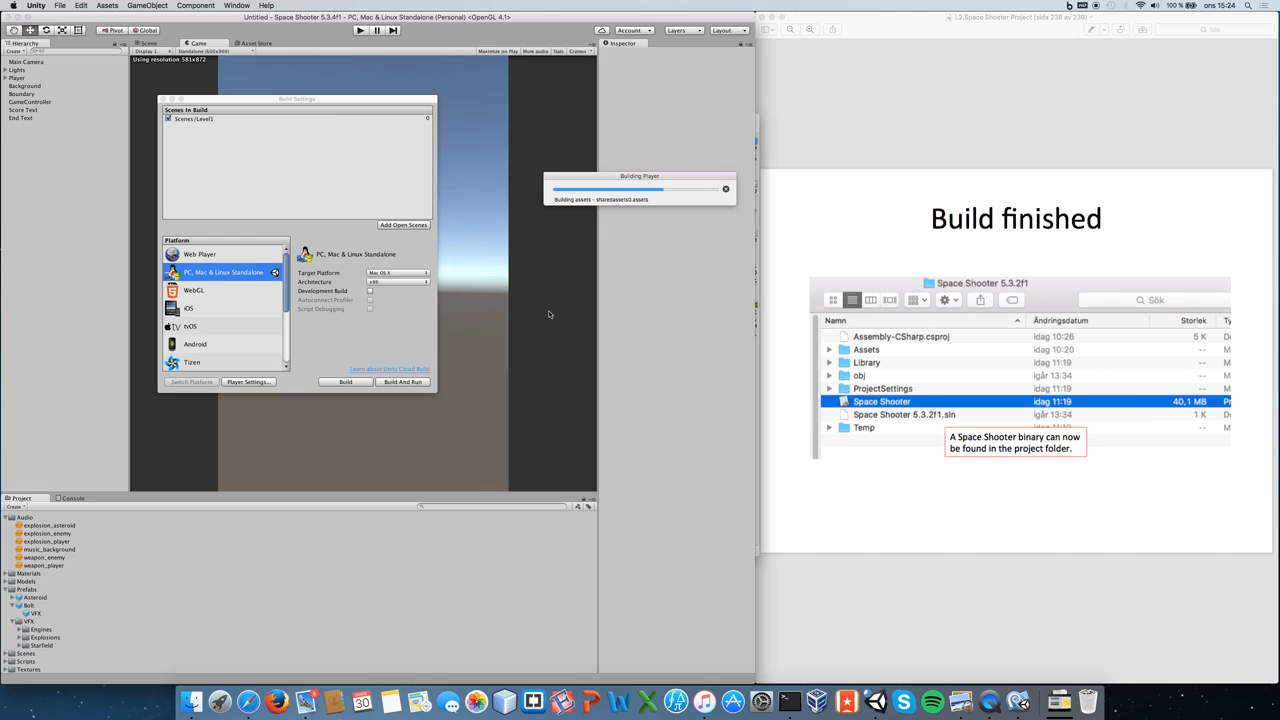 Unity File Edit Assets GameObject Component Window Help
100 % ons 15:24
Untitled - Space Shooter 5.3.4f1 - PC, Mac & Linux Standalone (Personal) <OpenGL 4.1>
Pivot Global Account Layers Layout
Hierarchy Scene Game Asset Store Inspector
Create Display 1 Standalone (600x900) Maximize on Play Mute audio Stats Gizmos
Using resolution 581x872
Main Camera
Lights
Player
Background
Boundary
GameController
Score Text
End Text
Build Settings
Scenes In Build
Scenes/Level1 0
Add Open Scenes
Platform
Web Player
PC, Mac & Linux Standalone
WebGL
iOS
tvOS
Android
Tizen
PC, Mac & Linux Standalone
Target Platform Mac OS X
Architecture x86
Development Build
Autoconnect Profiler
Script Debugging
Learn about Unity Cloud Build
Switch Platform Player Settings... Build Build And Run
Building Player
Building assets - sharedassets0.assets
Project Console
Create
Audio
explosion_asteroid
explosion_enemy
explosion_player
music_background
weapon_enemy
weapon_player
Materials
Models
Prefabs
Asteroid
Bolt
VFX
VFX
Engines
Explosions
Starfield
Scenes
Scripts
Textures
L2.Space Shooter Project (sida 238 av 239)
Sök
Build finished
Space Shooter 5.3.2f1
Sök
Namn Ändringsdatum Storlek Ty
Assembly-CSharp.csproj idag 10:26 5 K
Assets idag 10:20 --
Library idag 11:19 --
obj igår 13:34 --
ProjectSettings idag 11:19 --
Space Shooter idag 11:19 40,1 MB
Space Shooter 5.3.2f1.sln igår 13:34 1 K
Temp --
A Space Shooter binary can now
be found in the project folder.
30